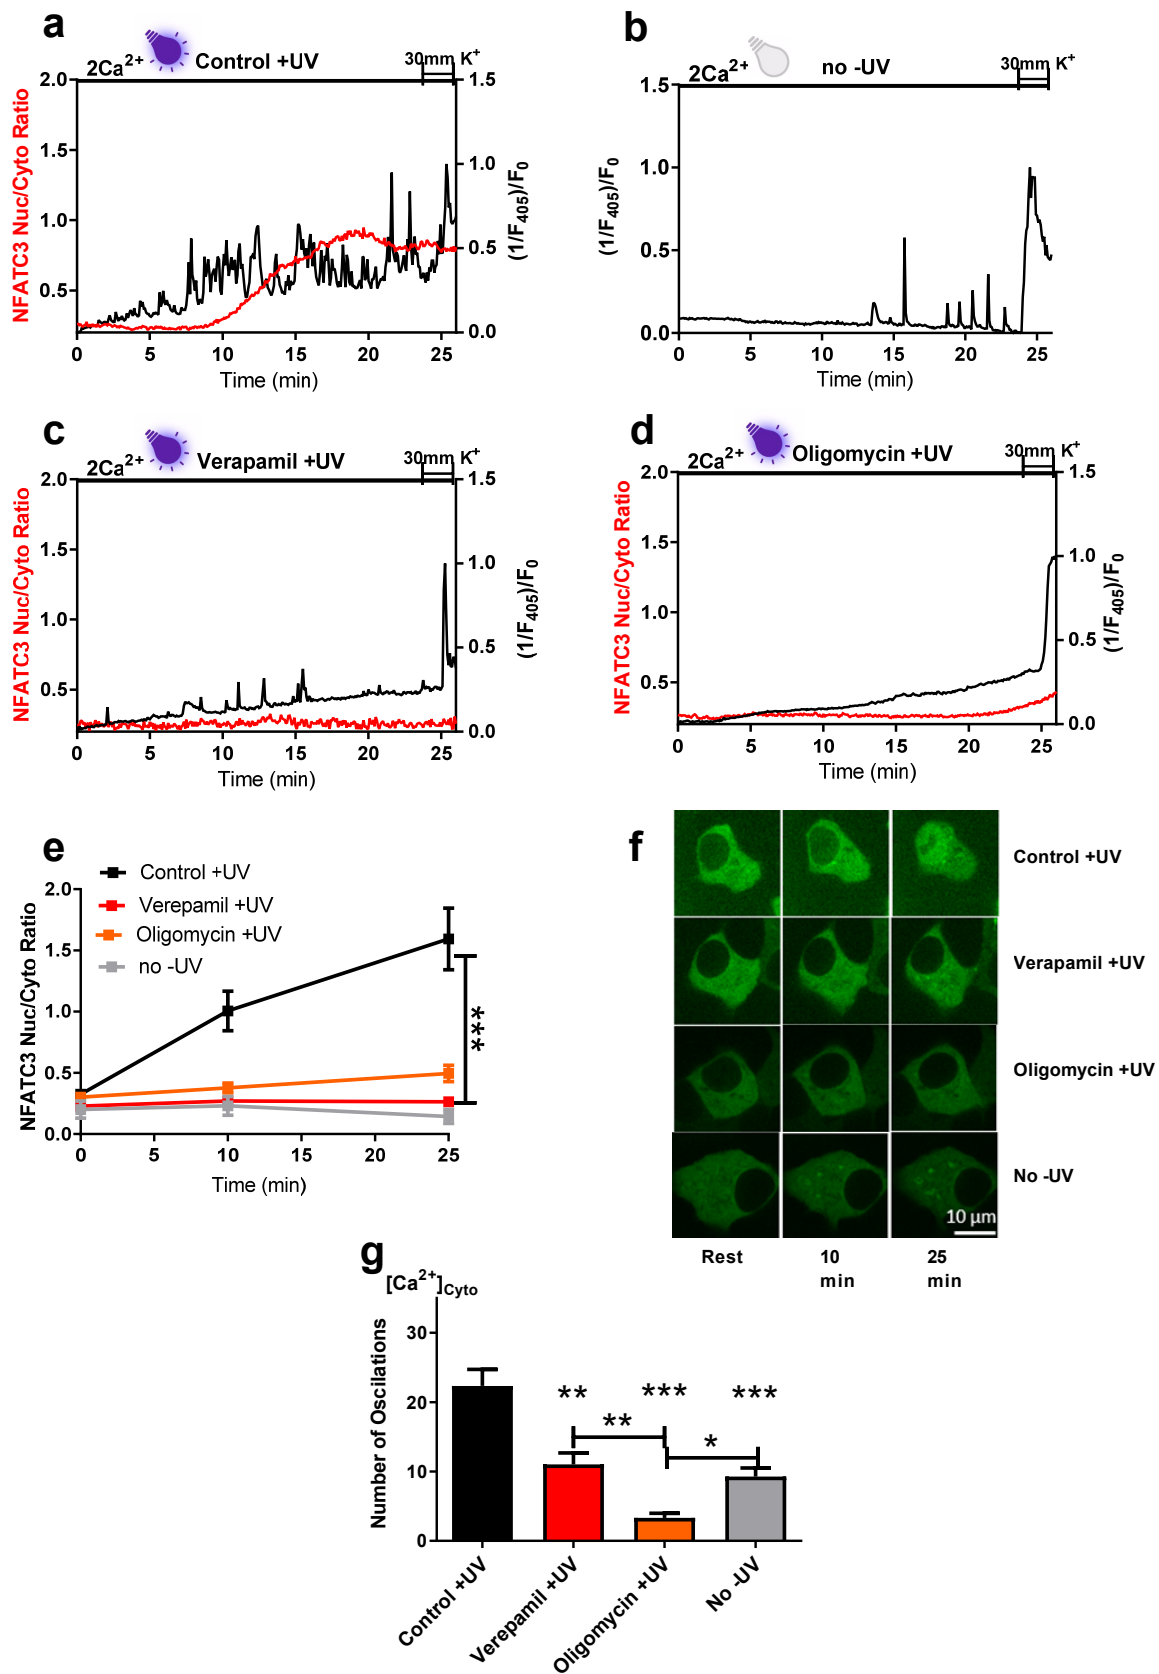 a
2Ca2+
Control +UV
30mm K+
2.0
1.5
1.0
0.5
NFATC3 Nuc/Cyto Ratio
1.5
1.0
0.5
0.0
(1/F405)/F0
0 5 10 15 20 25
Time (min)
b
2Ca2+
no -UV
30mm K+
1.5
1.0
0.5
0.0
(1/F405)/F0
0 5 10 15 20 25
Time (min)
c
2Ca2+
Verapamil +UV
30mm K+
2.0
1.5
1.0
0.5
NFATC3 Nuc/Cyto Ratio
1.5
1.0
0.5
0.0
(1/F405)/F0
0 5 10 15 20 25
Time (min)
d
2Ca2+
Oligomycin +UV
30mm K+
2.0
1.5
1.0
0.5
NFATC3 Nuc/Cyto Ratio
1.5
1.0
0.5
0.0
(1/F405)/F0
0 5 10 15 20 25
Time (min)
e
Control +UV
Verepamil +UV
Oligomycin +UV
no -UV
2.0
1.5
1.0
0.5
0.0
NFATC3 Nuc/Cyto Ratio
***
0 5 10 15 20 25
Time (min)
f
Control +UV
Verapamil +UV
Oligomycin +UV
No -UV
10 µm
Rest 10 min 25 min
g
[Ca2+]Cyto
30
20
10
0
Number of Oscilations
** *** ***
**
*
Control +UV
Verepamil +UV
Oligomycin +UV
No -UV